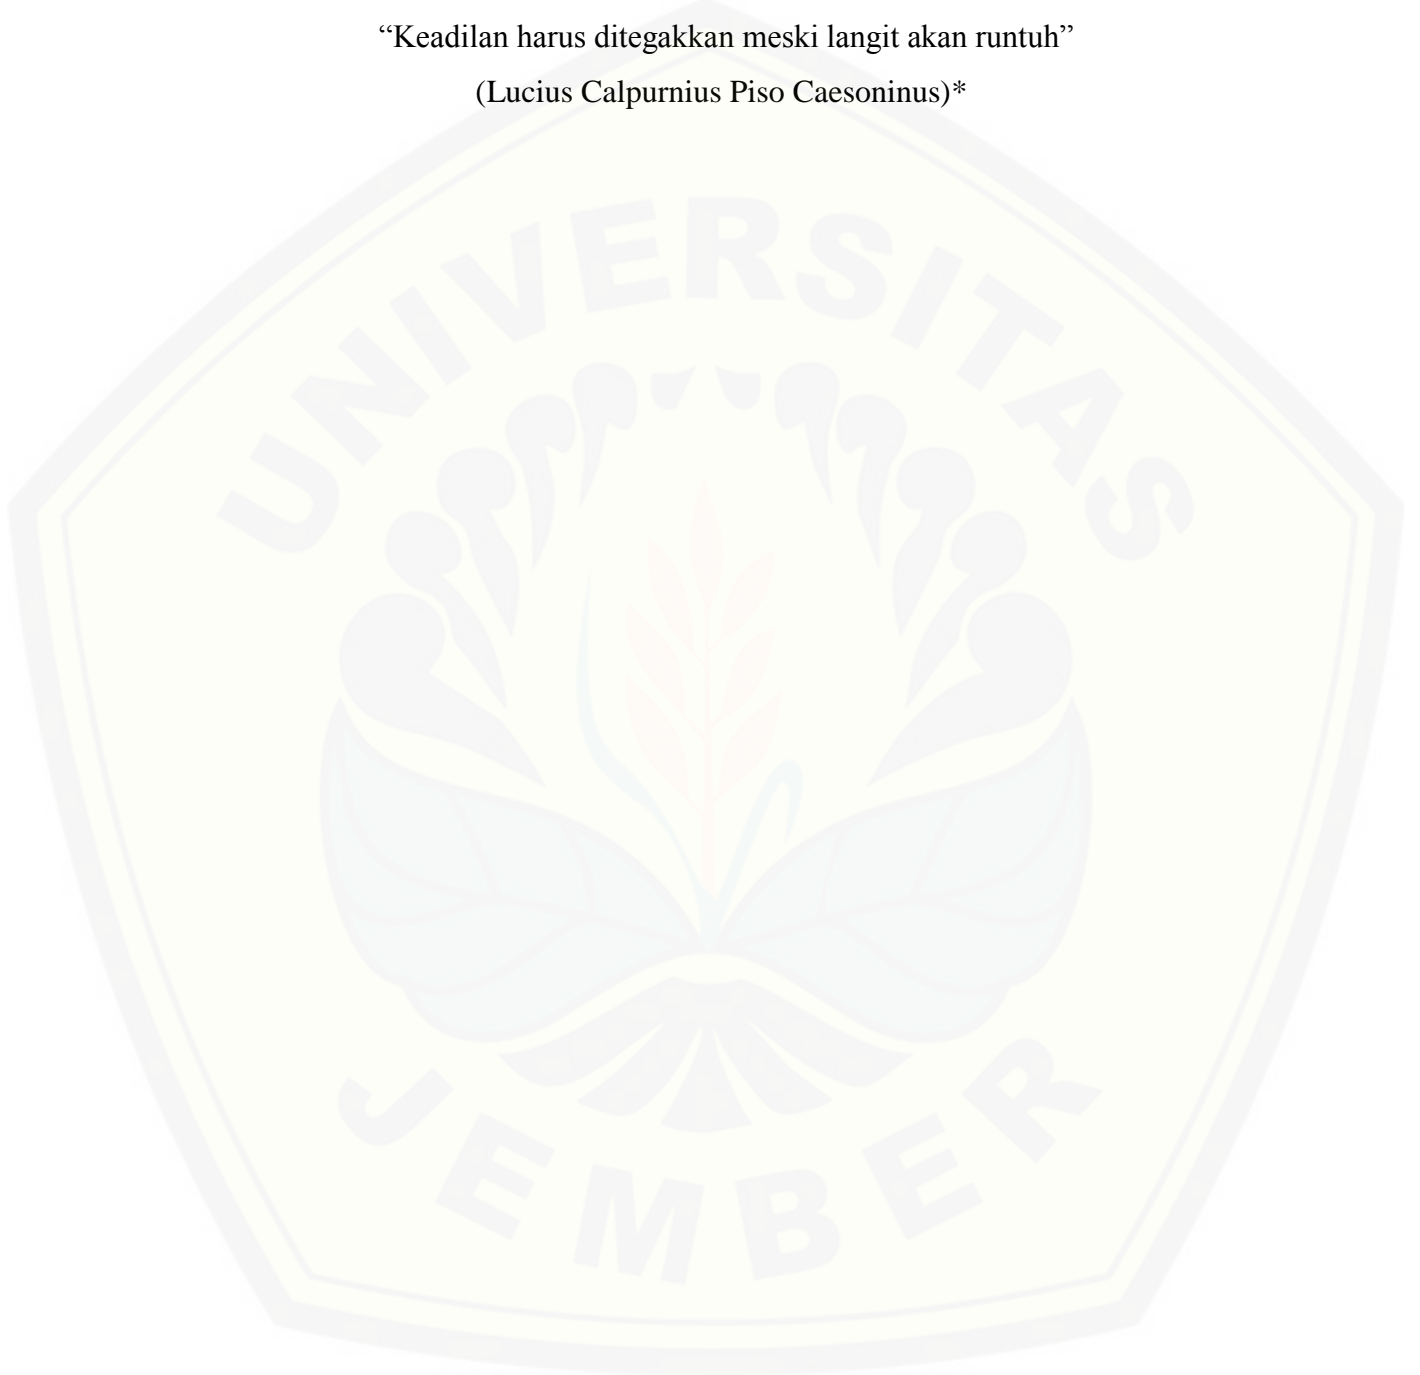 “Keadilan harus ditegakkan meski langit akan runtuh”
(Lucius Calpurnius Piso Caesoninus)*
UNIVERSITAS
JEMBER